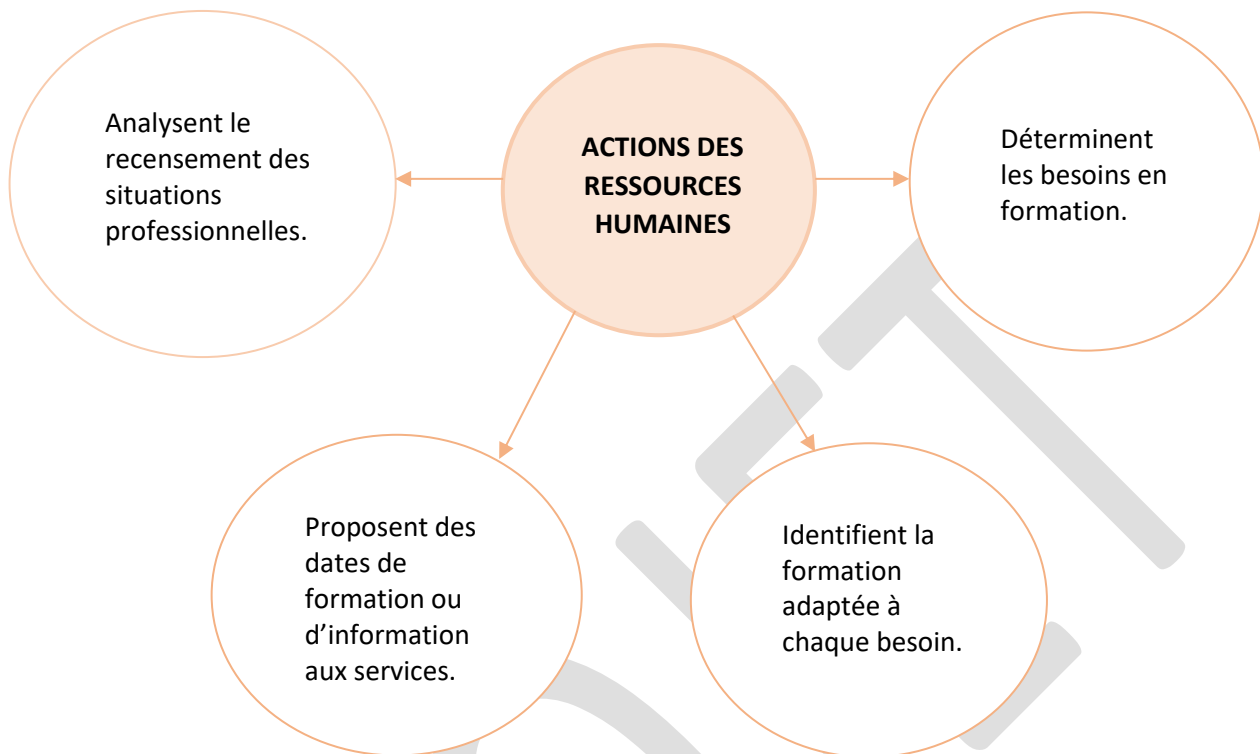 Analysent le
recensement des
situations
professionnelles.
ACTIONS DES
RESSOURCES
HUMAINES
Déterminent
les besoins en
formation.
Proposent des
dates de
formation ou
d’information
aux services.
Identifient la
formation
adaptée à
chaque besoin.